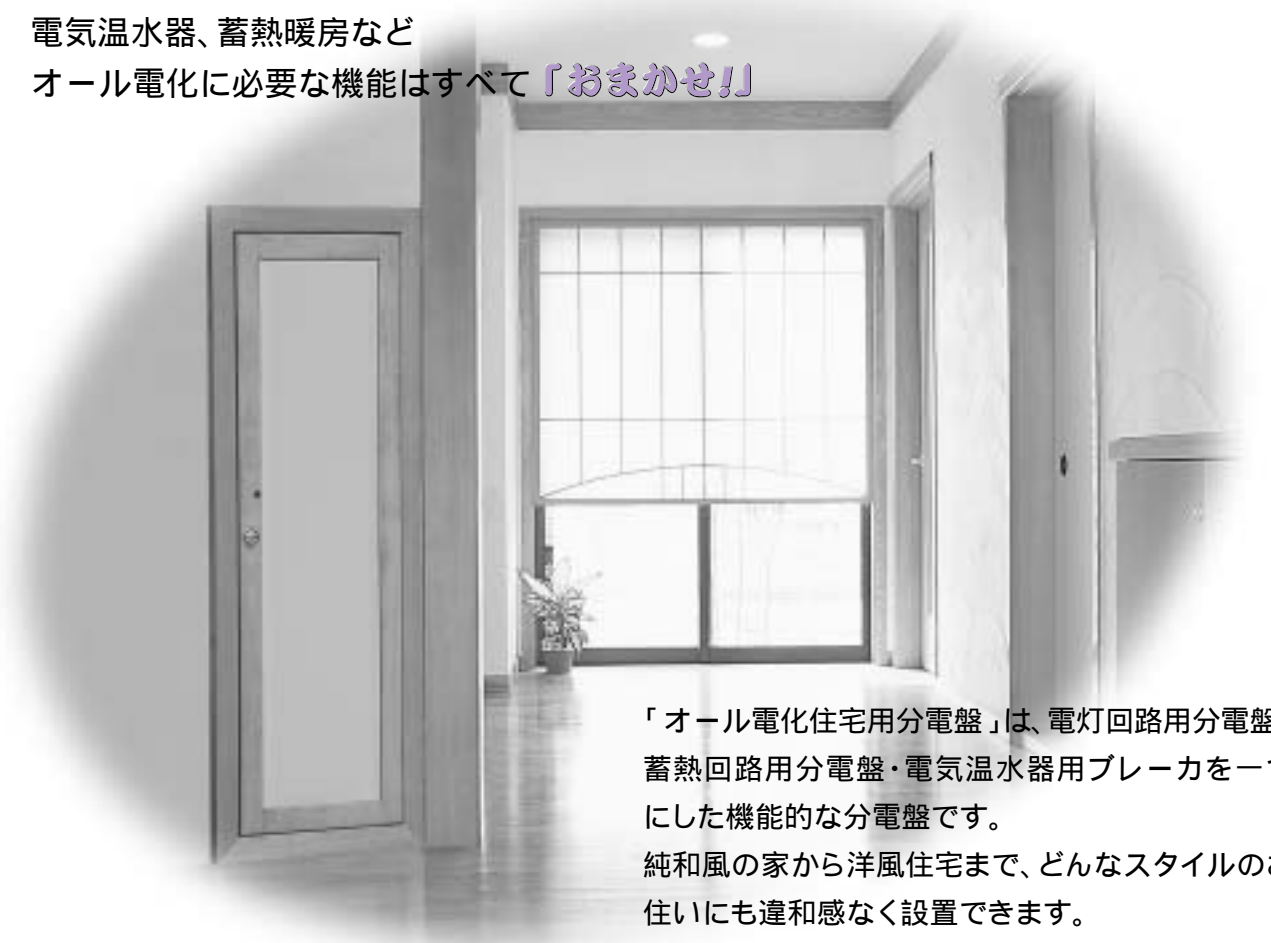 電気温水器、蓄熱暖房など
オール電化に必要な機能はすべて「おまかせ!」
「オール電化住宅用分電盤」は、電灯回路用分電盤
蓄熱回路用分電盤・電気温水器用ブレーカを一
にした機能的な分電盤です。
純和風の家から洋風住宅まで、どんなスタイルの
住いにも違和感なく設置できます。